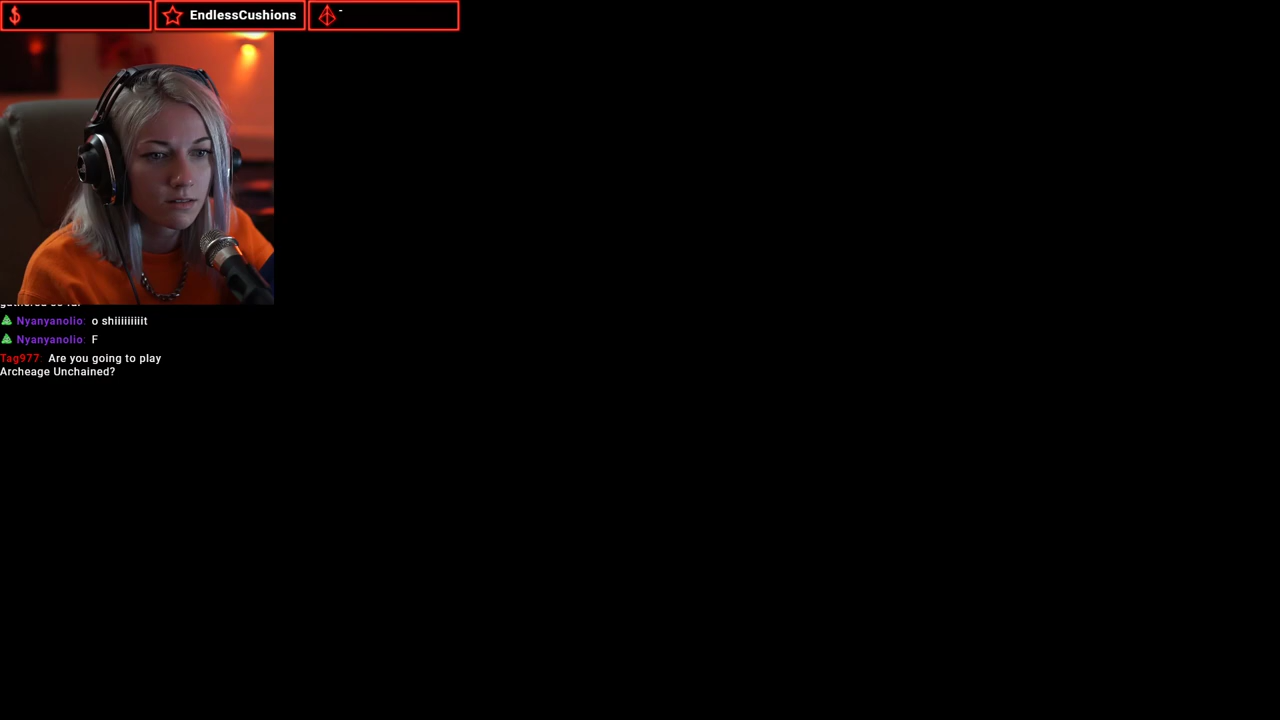 $
EndlessCushions
-
Nyanyanolio: o shiiiiiiiiit
Nyanyanolio: F
Tag977: Are you going to play
Archeage Unchained?